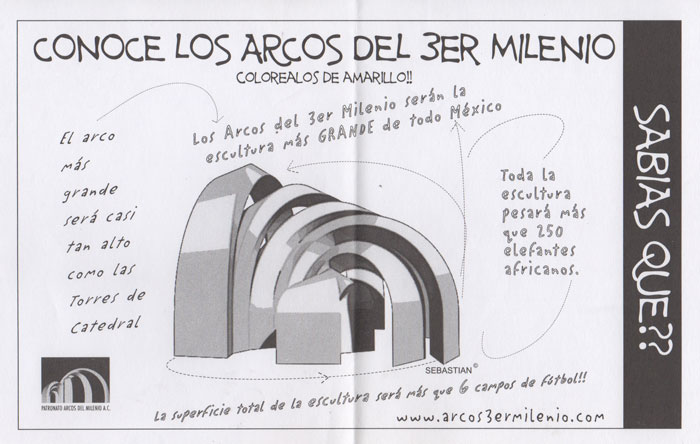 CONOCE LOS ARCOS DEL 3ER MILENIO
COLOREALOS DE AMARILLO!!
Los Arcos del 3er Milenio serán la
escultura más GRANDE de todo México
El arco
más
grande
será casi
tan alto
como las
Torres de
Catedral
Toda la
escultura
pesará más
que 250
elefantes
africanos.
SABIAS QUE??
SEBASTIAN ©
PATRONATO ARCOS DEL MILENIO A.C.
La superficie total de la escultura será más que 6 campos de fútbol!!
www.arcos3ermilenio.com